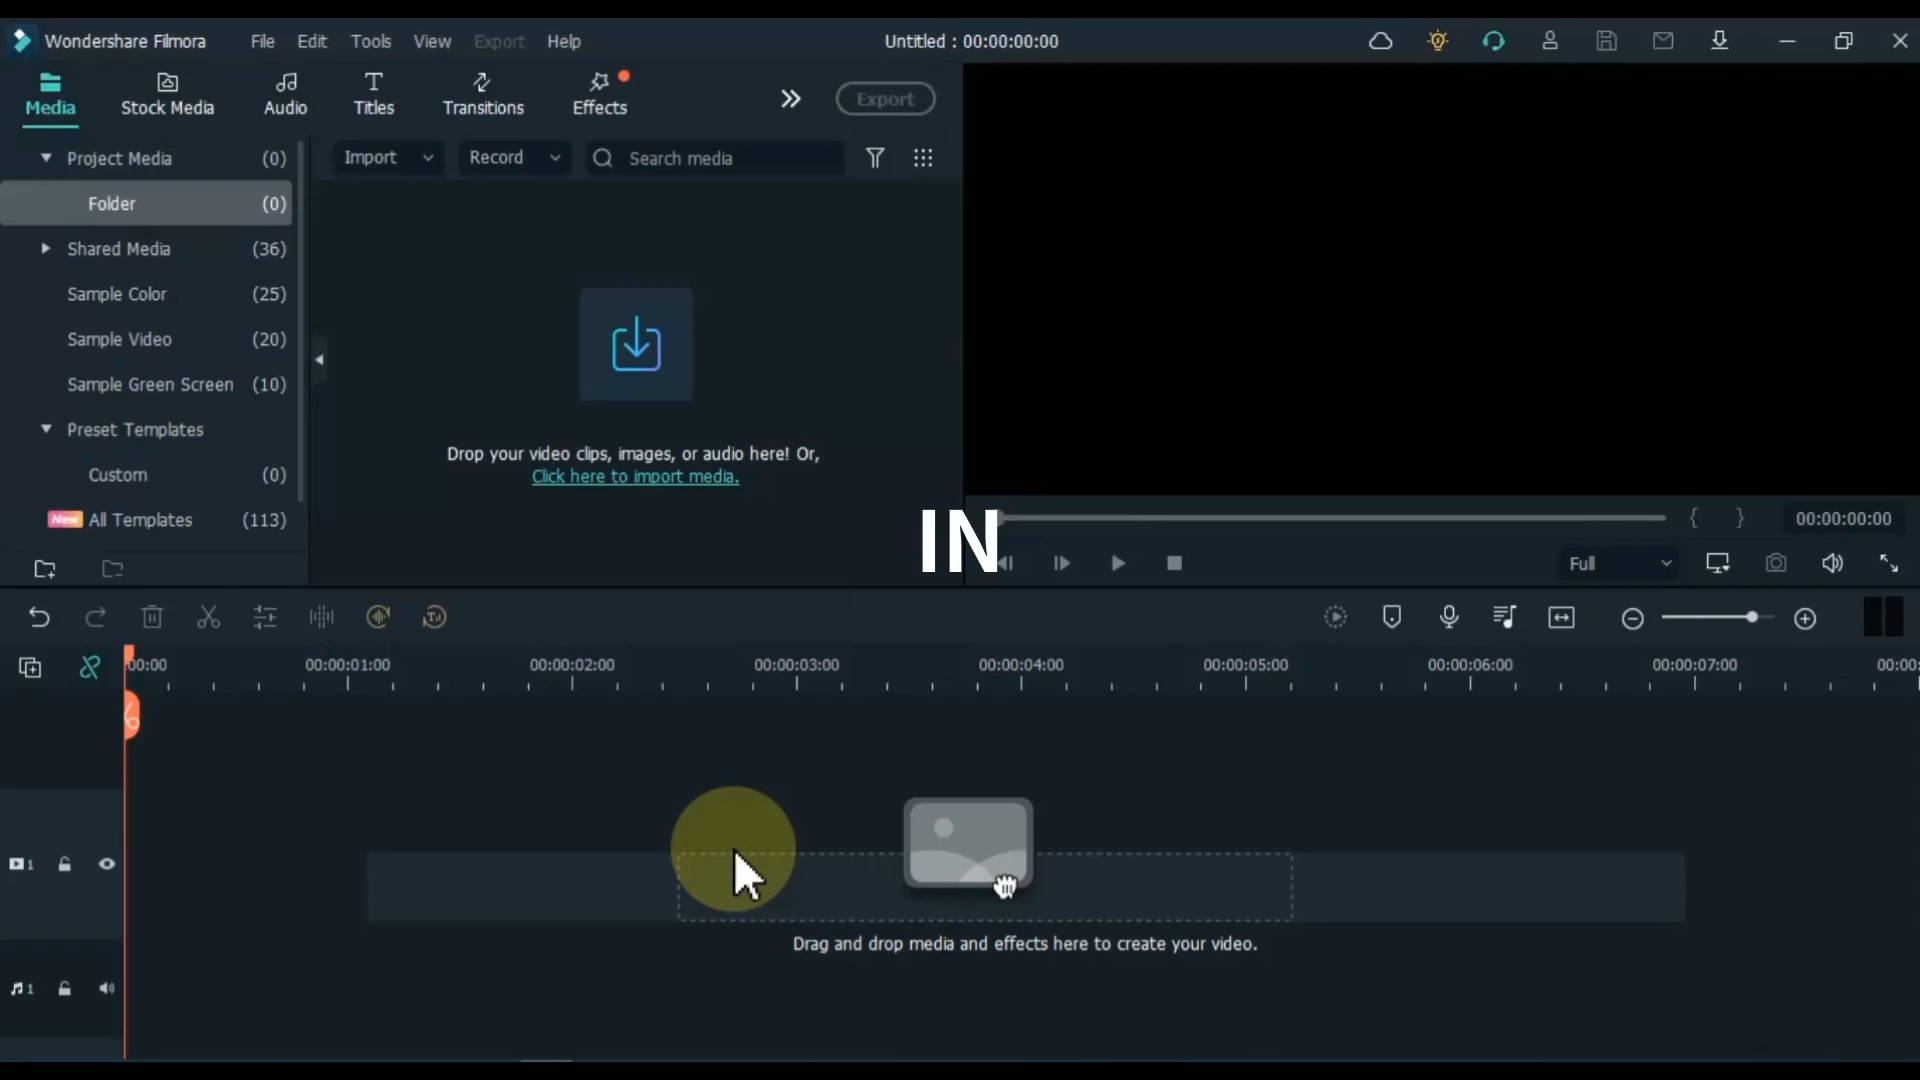 Wondershare Filmora File Edit Tools View Export Help Untitled : 00:00:00:00
Media Stock Media Audio Titles Transitions Effects Export
Project Media (0)
Folder (0)
Shared Media (36)
Sample Color (25)
Sample Video (20)
Sample Green Screen (10)
Preset Templates
Custom (0)
New All Templates (113)
Import Record Search media
Drop your video clips, images, or audio here! Or,
Click here to import media.
IN
{ } 00:00:00:00
Full
00:00 00:00:01:00 00:00:02:00 00:00:03:00 00:00:04:00 00:00:05:00 00:00:06:00 00:00:07:00 00:00:
1
Drag and drop media and effects here to create your video.
1